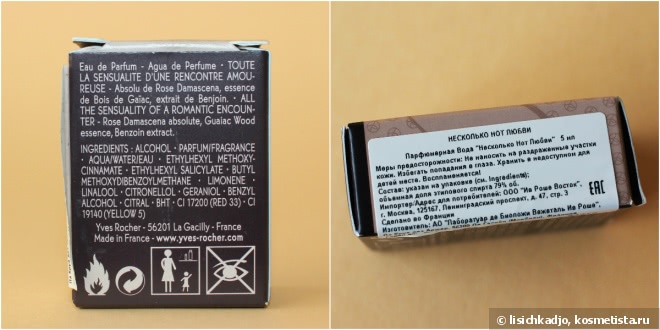 Eau de Parfum - Agua de Perfume • TOUTE
LA SENSUALITE D'UNE RENCONTRE AMOU-
REUSE - Absolu de Rose Damascena, essence
de Bois de Gaïac, extrait de Benjoin. • ALL
THE SENSUALITY OF A ROMANTIC ENCOUN-
TER - Rose Damascena absolute, Guaiac Wood
essence, Benzoin extract.
INGREDIENTS : ALCOHOL • PARFUM/FRAGRANCE
• AQUA/WATER/EAU • ETHYLHEXYL METHOXY-
CINNAMATE • ETHYLHEXYL SALICYLATE • BUTYL
METHOXYDIBENZOYLMETHANE • LIMONENE •
LINALOOL • CITRONELLOL • GERANIOL • BENZYL
ALCOHOL • CITRAL • BHT • CI 17200 (RED 33) • CI
19140 (YELLOW 5)
Yves Rocher - 56201 La Gacilly - France
Made in France - www.yves-rocher.com
НЕСКОЛЬКО НОТ ЛЮБВИ
Парфюмерная Вода "Несколько Нот Любви" 5 мл
Меры предосторожности: Не наносить на раздраженные участки
кожи. Избегать попадания в глаза. Хранить в недоступном для
детей месте. Воспламеняется!
Состав: указан на упаковке (см. Ingredients);
объемная доля этилового спирта 79% об.
Импортер/Адрес для потребителей: ООО "Ив Роше Восток",
г. Москва, 125167, Ленинградский проспект, д.47, стр. 3
Сделано во Франции
Изготовитель: АО "Лаборатуар де Биоложи Вежеталь Ив Роше",
EAC
© lisichkadjo, kosmetista.ru